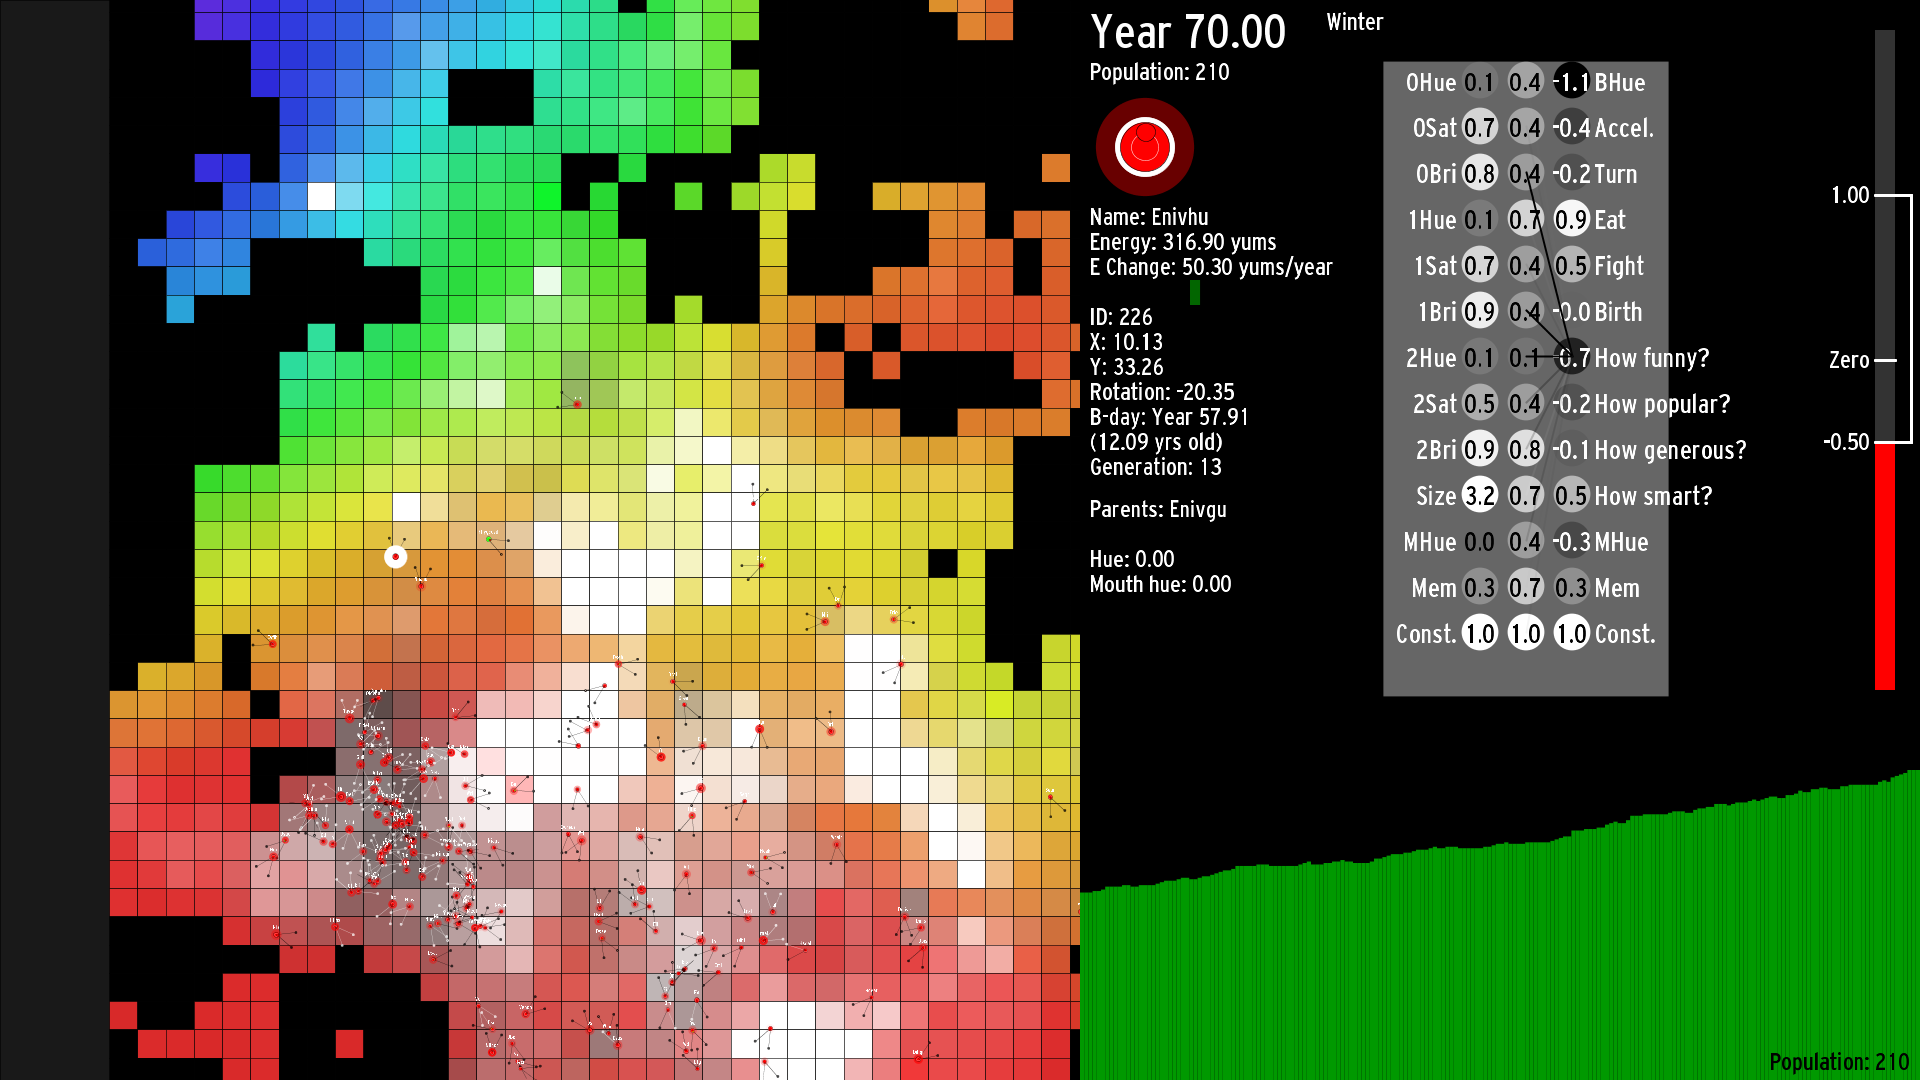 Year 70.00
Winter
Population: 210
Name: Enivhu
Energy: 316.90 yums
E Change: 50.30 yums/year
ID: 226
X: 10.13
Y: 33.26
Rotation: -20.35
B-day: Year 57.91
(12.09 yrs old)
Generation: 13
Parents: Enivgu
Hue: 0.00
Mouth hue: 0.00
0Hue 0.1 0.4 -1.1 BHue
0Sat 0.7 0.4 -0.4 Accel.
0Bri 0.8 0.4 -0.2 Turn
1Hue 0.1 0.7 0.9 Eat
1Sat 0.7 0.4 0.5 Fight
1Bri 0.9 0.4 -0.0 Birth
2Hue 0.1 0.1 -0.7 How funny?
2Sat 0.5 0.4 -0.2 How popular?
2Bri 0.9 0.8 -0.1 How generous?
Size 3.2 0.7 0.5 How smart?
MHue 0.0 0.4 -0.3 MHue
Mem 0.3 0.7 0.3 Mem
Const. 1.0 1.0 1.0 Const.
1.00
Zero
-0.50
Population: 210